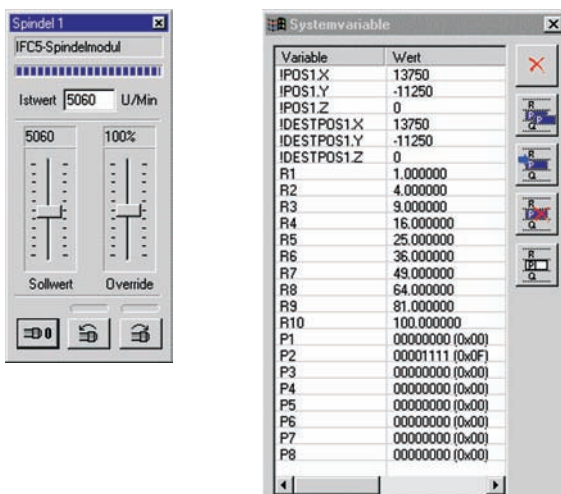 Spindel 1
IFC5-Spindelmodul
Istwert 5060 U/Min
5060 100%
Sollwert Override
0
Systemvariable
Variable Wert
!POS1.X 13750
!POS1.Y -11250
!POS1.Z 0
!DESTPOS1.X 13750
!DESTPOS1.Y -11250
!DESTPOS1.Z 0
R1 1.000000
R2 4.000000
R3 9.000000
R4 16.000000
R5 25.000000
R6 36.000000
R7 49.000000
R8 64.000000
R9 81.000000
R10 100.000000
P1 00000000 (0x00)
P2 00001111 (0x0F)
P3 00000000 (0x00)
P4 00000000 (0x00)
P5 00000000 (0x00)
P6 00000000 (0x00)
P7 00000000 (0x00)
P8 00000000 (0x00)
R
P P
Q
R
Q
R
P
Q
R
P
Q